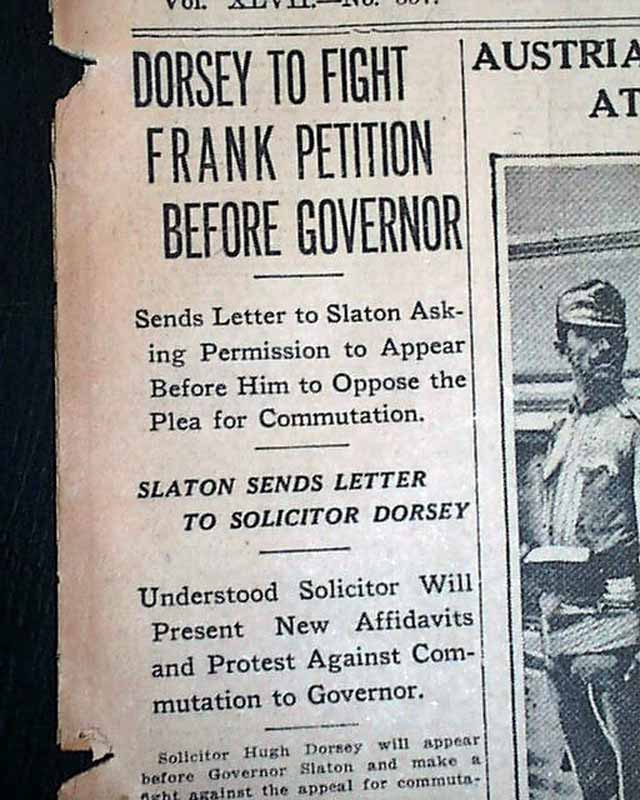 Vol. XLVII.—No.
DORSEY TO FIGHT
FRANK PETITION
BEFORE GOVERNOR
Sends Letter to Slaton Ask-
ing Permission to Appear
Before Him to Oppose the
Plea for Commutation.
SLATON SENDS LETTER
TO SOLICITOR DORSEY
Understood Solicitor Will
Present New Affidavits
and Protest Against Com-
mutation to Governor.
Solicitor Hugh Dorsey will appear
before Governor Slaton and make a
fight against the appeal for commuta-
AUSTRIA
AT